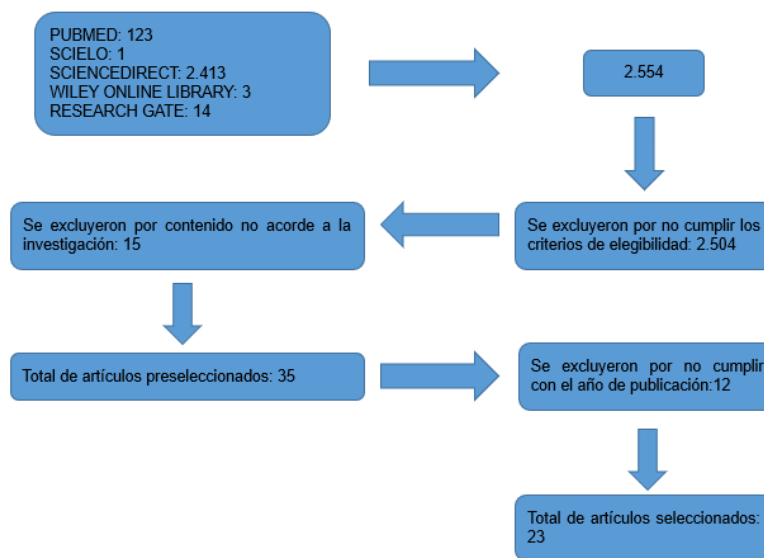 PUBMED: 123
SCIELO: 1
SCIENCEDIRECT: 2.413
WILEY ONLINE LIBRARY: 3
RESEARCH GATE: 14
2.554
Se excluyeron por no cumplir los
criterios de elegibilidad: 2.504
Se excluyeron por contenido no acorde a la
investigación: 15
Total de artículos preseleccionados: 35
Se excluyeron por no cumplir
con el año de publicación:12
Total de artículos seleccionados:
23